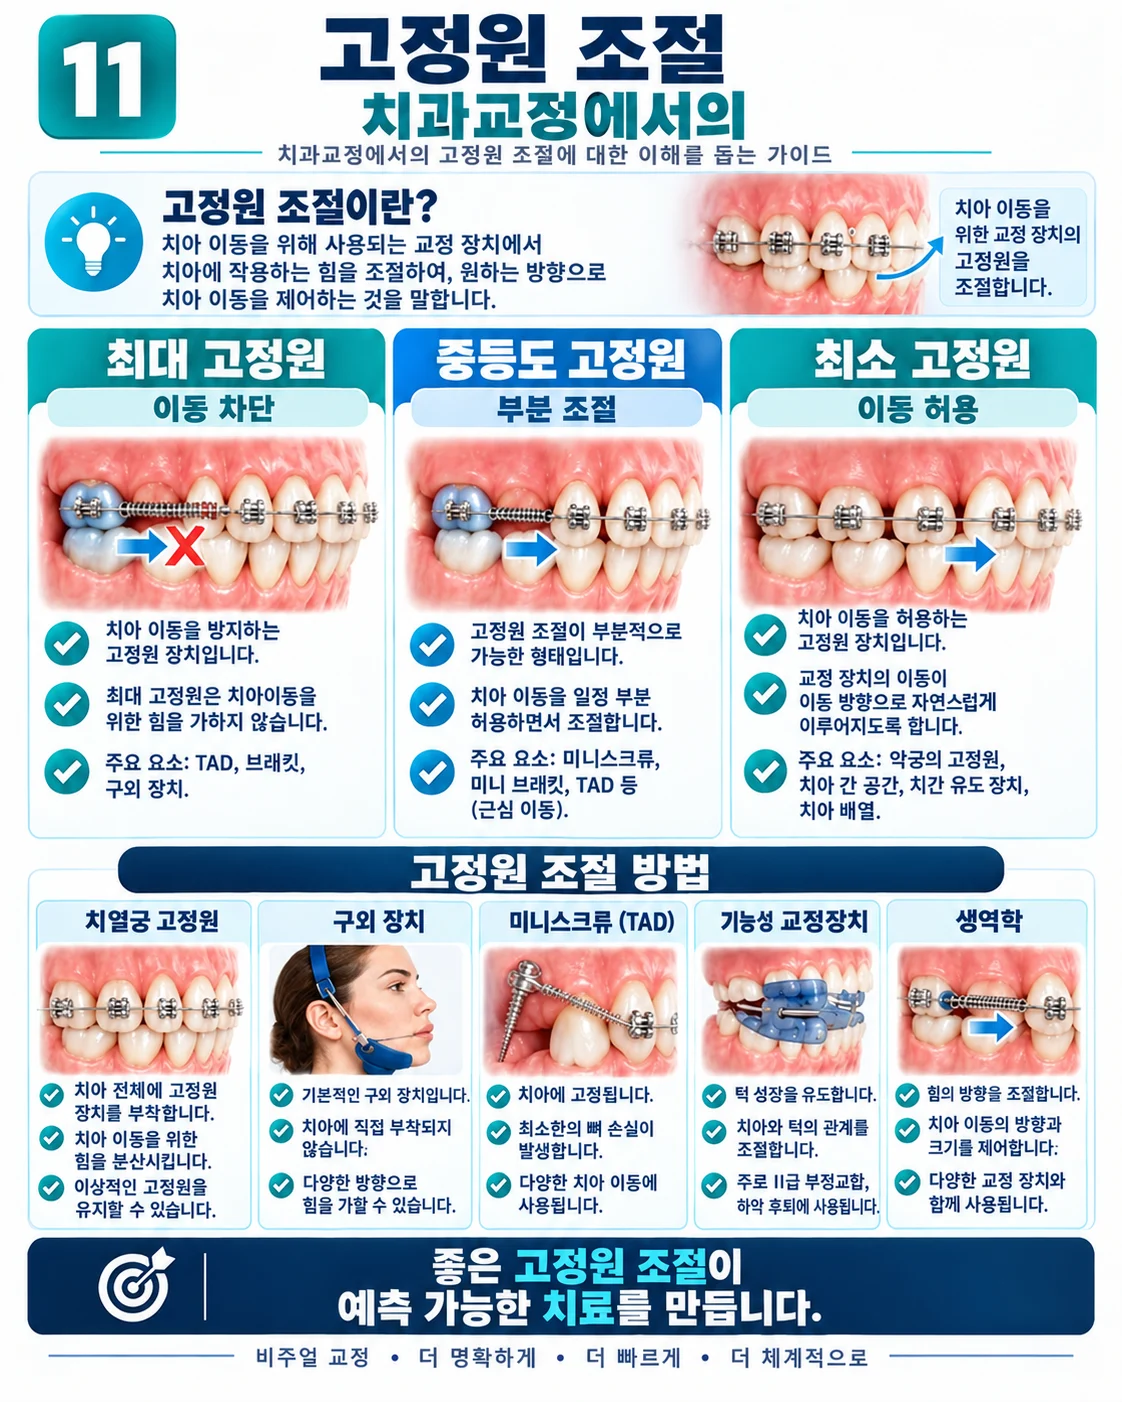 11
고정원 조절
치과교정에서의
치과교정에서의 고정원 조절에 대한 이해를 돕는 가이드
고정원 조절이란?
치아 이동을 위해 사용되는 교정 장치에서
치아에 작용하는 힘을 조절하여, 원하는 방향으로
치아 이동을 제어하는 것을 말합니다.
치아 이동을
위한 교정 장치의
고정원을
조절합니다.
최대 고정원
이동 차단
치아 이동을 방지하는
고정원 장치입니다.
최대 고정원은 치아이동을
위한 힘을 가하지 않습니다.
주요 요소: TAD, 브래킷,
구외 장치.
중등도 고정원
부분 조절
고정원 조절이 부분적으로
가능한 형태입니다.
치아 이동을 일정 부분
허용하면서 조절합니다.
주요 요소: 미니스크류,
미니 브래킷, TAD 등
(근심 이동).
최소 고정원
이동 허용
치아 이동을 허용하는
고정원 장치입니다.
교정 장치의 이동이
이동 방향으로 자연스럽게
이루어지도록 합니다.
주요 요소: 악궁의 고정원,
치아 간 공간, 치간 유도 장치,
치아 배열.
고정원 조절 방법
치열궁 고정원
치아 전체에 고정원
장치를 부착합니다.
치아 이동을 위한
힘을 분산시킵니다.
이상적인 고정원을
유지할 수 있습니다.
구외 장치
기본적인 구외 장치입니다.
치아에 직접 부착되지
않습니다.
다양한 방향으로
힘을 가할 수 있습니다.
미니스크류 (TAD)
치아에 고정됩니다.
최소한의 뼈 손실이
발생합니다.
다양한 치아 이동에
사용됩니다.
기능성 교정장치
턱 성장을 유도합니다.
치아와 턱의 관계를
조절합니다.
주로 II급 부정교합,
하악 후퇴에 사용됩니다.
생역학
힘의 방향을 조절합니다.
치아 이동의 방향과
크기를 제어합니다.
다양한 교정 장치와
함께 사용됩니다.
좋은 고정원 조절이
예측 가능한 치료를 만듭니다.
비주얼 교정 • 더 명확하게 • 더 빠르게 • 더 체계적으로